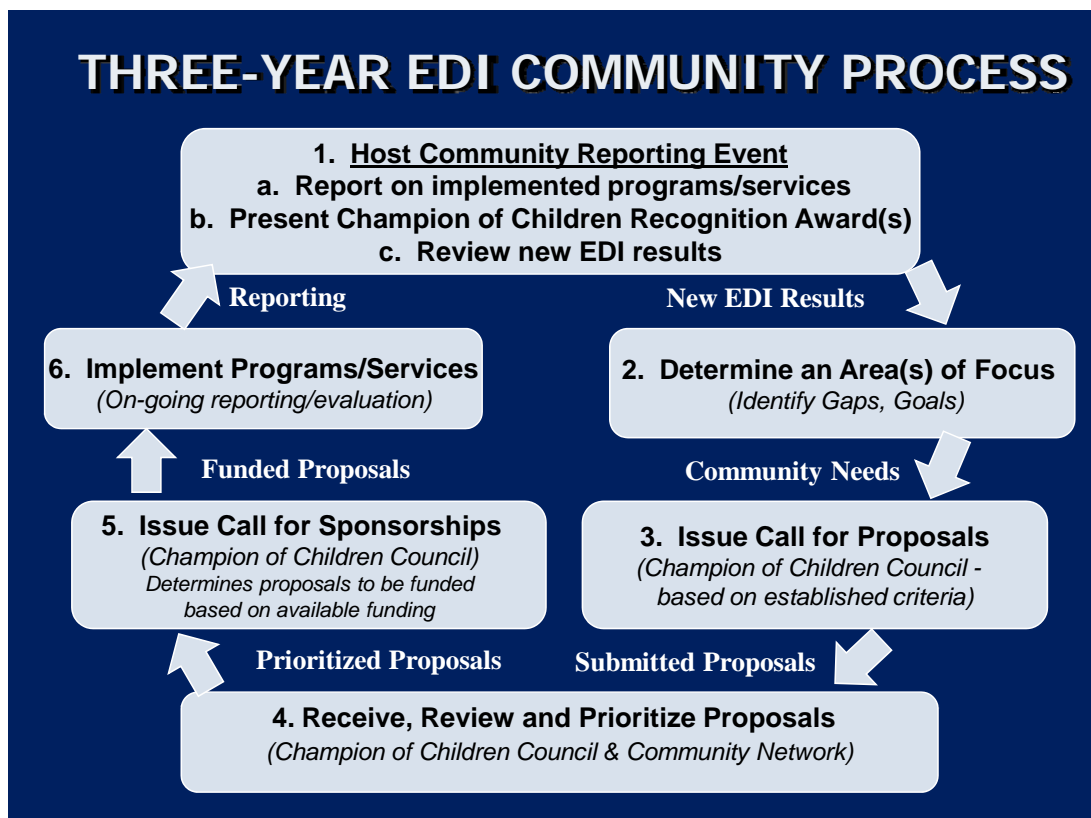 THREE-YEAR EDI COMMUNITY PROCESS
1. Host Community Reporting Event
a. Report on implemented programs/services
b. Present Champion of Children Recognition Award(s)
c. Review new EDI results
Reporting
New EDI Results
6. Implement Programs/Services
(On-going reporting/evaluation)
2. Determine an Area(s) of Focus
(Identify Gaps, Goals)
Funded Proposals
Community Needs
5. Issue Call for Sponsorships
(Champion of Children Council)
Determines proposals to be funded
based on available funding
3. Issue Call for Proposals
(Champion of Children Council -
based on established criteria)
Prioritized Proposals
Submitted Proposals
4. Receive, Review and Prioritize Proposals
(Champion of Children Council & Community Network)